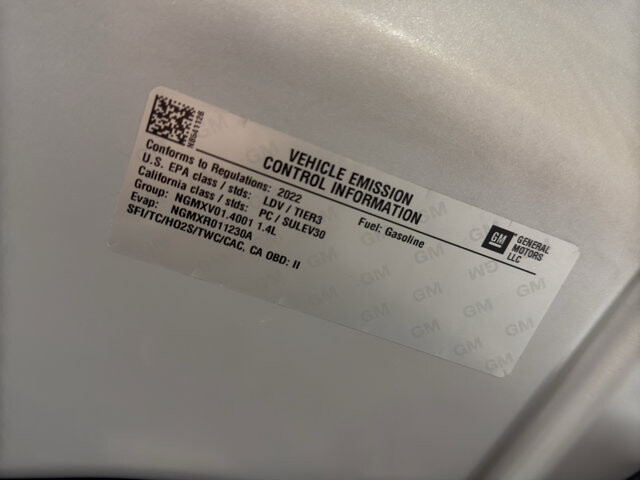 N8541326
VEHICLE EMISSION
CONTROL INFORMATION
Conforms to Regulations: 2022
U.S. EPA class / stds: LDV / TIER3
California class / stds: PC / SULEV30
Group: NGMXV01.4001 1.4L
Evap: NGMXR011230A
SFI/TC/HO2S/TWC/CAC, CA OBD: II
Fuel: Gasoline
GM
GENERAL
MOTORS
LLC